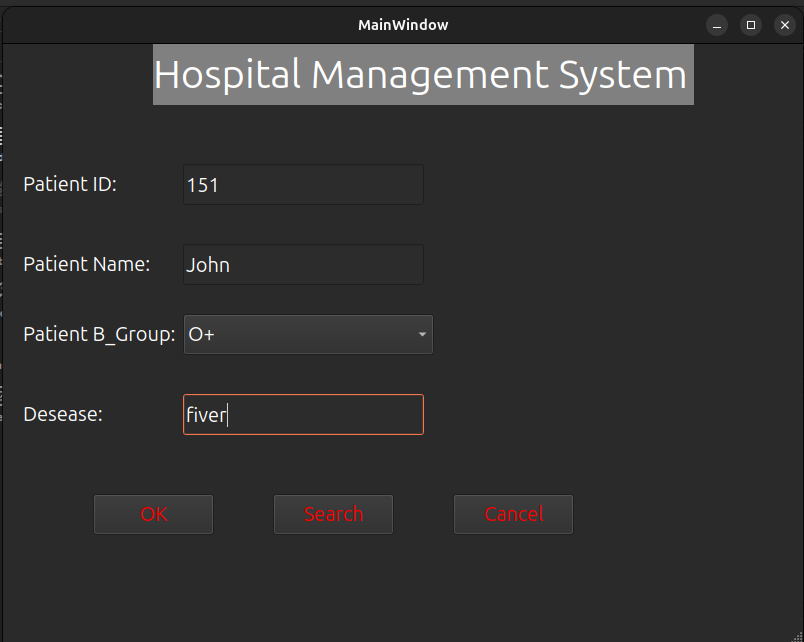 MainWindow
Hospital Management System
Patient ID: 151
Patient Name: John
Patient B_Group: O+
Desease: fiver
OK Search Cancel